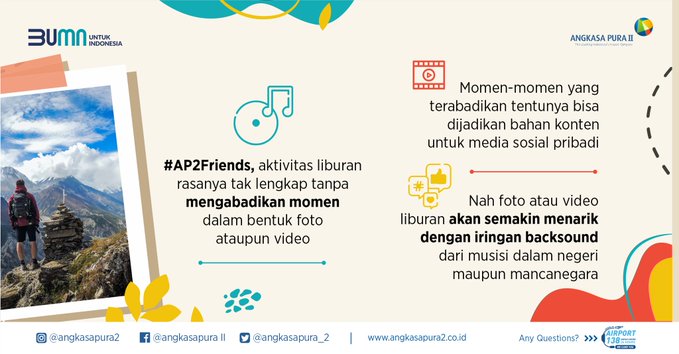 BUMN UNTUK
INDONESIA
ANGKASA PURA II
#AP2Friends, aktivitas liburan
rasanya tak lengkap tanpa
mengabadikan momen
dalam bentuk foto
ataupun video
Momen-momen yang
terabadikan tentunya bisa
dijadikan bahan konten
untuk media sosial pribadi
#
Nah foto atau video
liburan akan semakin menarik
dengan iringan backsound
dari musisi dalam negeri
maupun mancanegara
@angkasapura2
@angkasapura II
@angkasapura_2
www.angkasapura2.co.id
Any Questions? >>>
AIRPORT
138